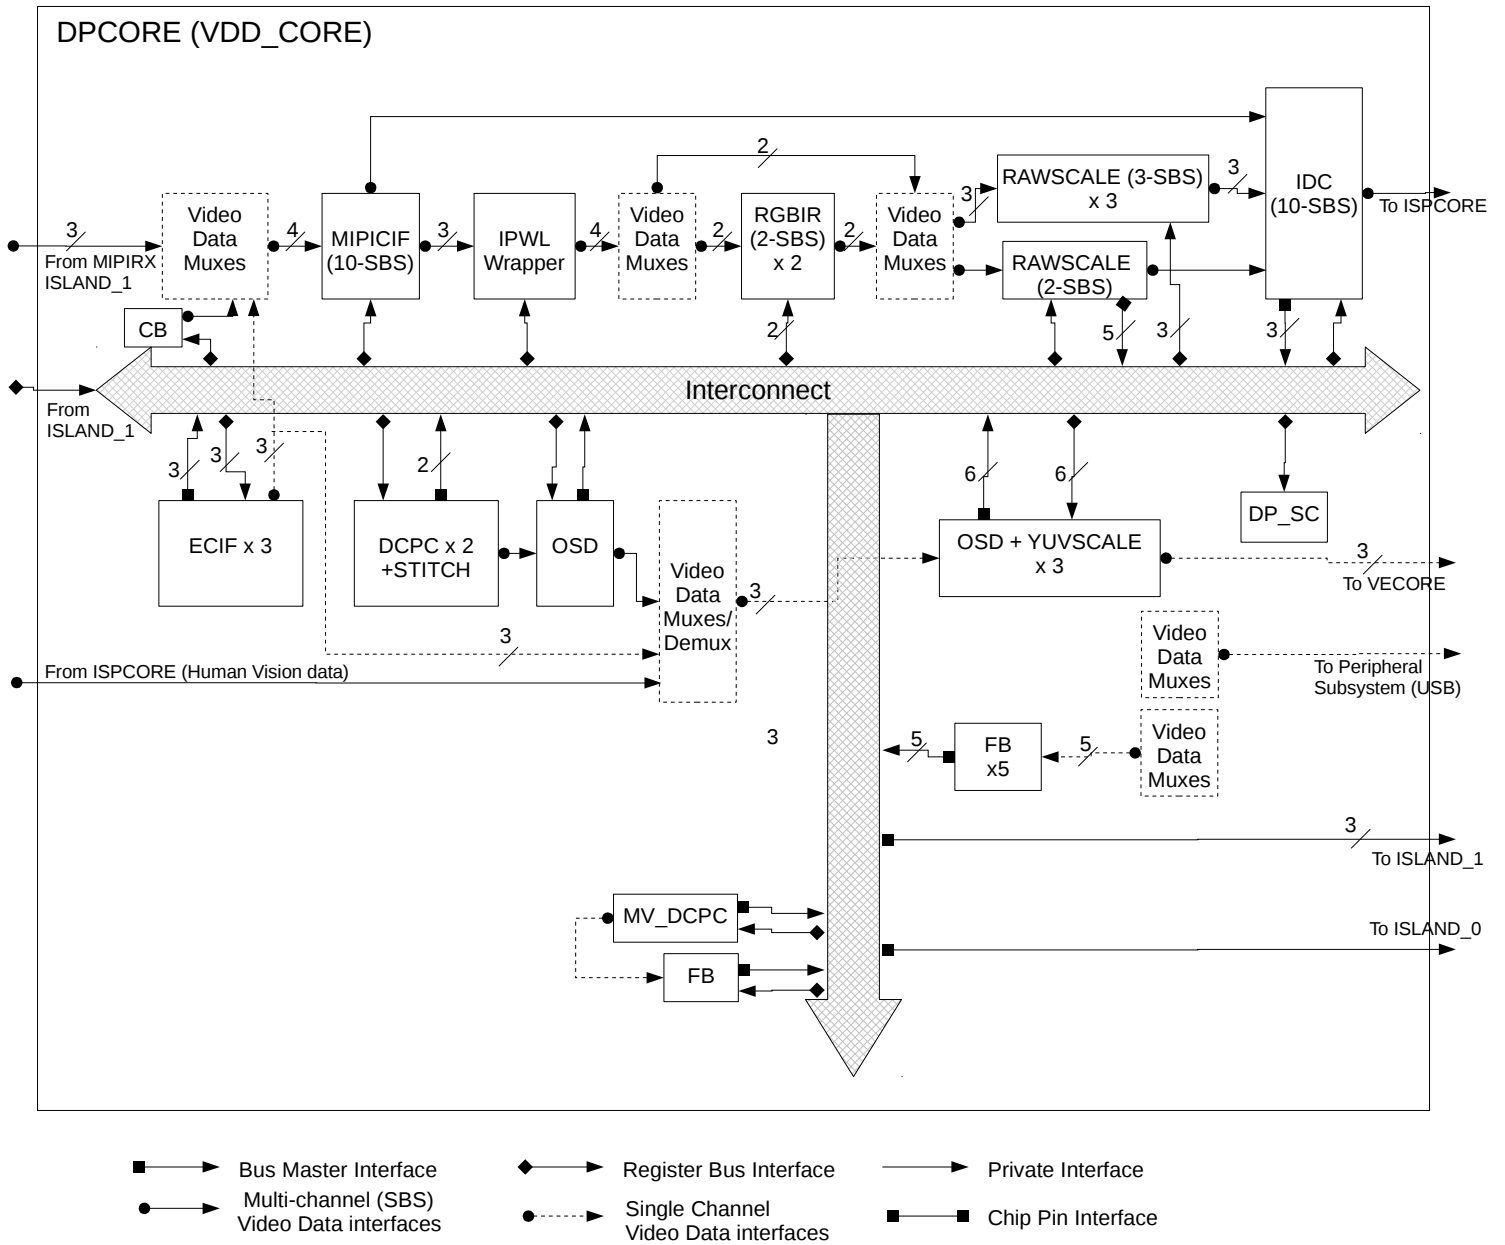 DPCORE (VDD_CORE)
2
3
From MIPIRX
ISLAND_1
Video
Data
Muxes
4
MIPICIF
(10-SBS)
3
IPWL
Wrapper
4
Video
Data
Muxes
2
RGBIR
(2-SBS)
x 2
2
Video
Data
Muxes
3
RAWSCALE (3-SBS)
x 3
3
RAWSCALE
(2-SBS)
IDC
(10-SBS)
To ISPCORE
CB
2
5
3
3
Interconnect
From
ISLAND_1
3
3
3
2
6
6
ECIF x 3
DCPC x 2
+STITCH
OSD
Video
Data
Muxes/
Demux
3
OSD + YUVSCALE
x 3
DP_SC
3
To VECORE
3
From ISPCORE (Human Vision data)
Video
Data
Muxes
To Peripheral
Subsystem (USB)
3
5
FB
x5
5
Video
Data
Muxes
3
To ISLAND_1
MV_DCPC
To ISLAND_0
FB
Bus Master Interface
Register Bus Interface
Private Interface
Multi-channel (SBS)
Video Data interfaces
Single Channel
Video Data interfaces
Chip Pin Interface